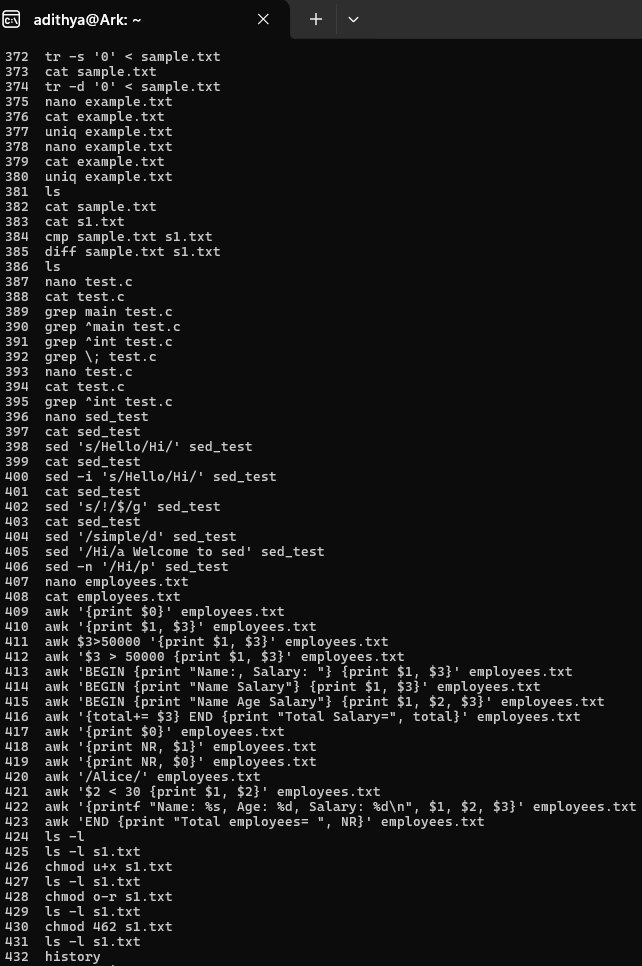 adithya@Ark: ~
372 tr -s '0' < sample.txt
373 cat sample.txt
374 tr -d '0' < sample.txt
375 nano example.txt
376 cat example.txt
377 uniq example.txt
378 nano example.txt
379 cat example.txt
380 uniq example.txt
381 ls
382 cat sample.txt
383 cat s1.txt
384 cmp sample.txt s1.txt
385 diff sample.txt s1.txt
386 ls
387 nano test.c
388 cat test.c
389 grep main test.c
390 grep ^main test.c
391 grep ^int test.c
392 grep \; test.c
393 nano test.c
394 cat test.c
395 grep ^int test.c
396 nano sed_test
397 cat sed_test
398 sed 's/Hello/Hi/' sed_test
399 cat sed_test
400 sed -i 's/Hello/Hi/' sed_test
401 cat sed_test
402 sed 's/!/$/g' sed_test
403 cat sed_test
404 sed '/simple/d' sed_test
405 sed '/Hi/a Welcome to sed' sed_test
406 sed -n '/Hi/p' sed_test
407 nano employees.txt
408 cat employees.txt
409 awk '{print $0}' employees.txt
410 awk '{print $1, $3}' employees.txt
411 awk $3>50000 '{print $1, $3}' employees.txt
412 awk '$3 > 50000 {print $1, $3}' employees.txt
413 awk 'BEGIN {print "Name:, Salary: "} {print $1, $3}' employees.txt
414 awk 'BEGIN {print "Name Salary"} {print $1, $3}' employees.txt
415 awk 'BEGIN {print "Name Age Salary"} {print $1, $2, $3}' employees.txt
416 awk '{total+= $3} END {print "Total Salary=", total}' employees.txt
417 awk '{print $0}' employees.txt
418 awk '{print NR, $1}' employees.txt
419 awk '{print NR, $0}' employees.txt
420 awk '/Alice/' employees.txt
421 awk '$2 < 30 {print $1, $2}' employees.txt
422 awk '{printf "Name: %s, Age: %d, Salary: %d\n", $1, $2, $3}' employees.txt
423 awk 'END {print "Total employees= ", NR}' employees.txt
424 ls -l
425 ls -l s1.txt
426 chmod u+x s1.txt
427 ls -l s1.txt
428 chmod o-r s1.txt
429 ls -l s1.txt
430 chmod 462 s1.txt
431 ls -l s1.txt
432 history